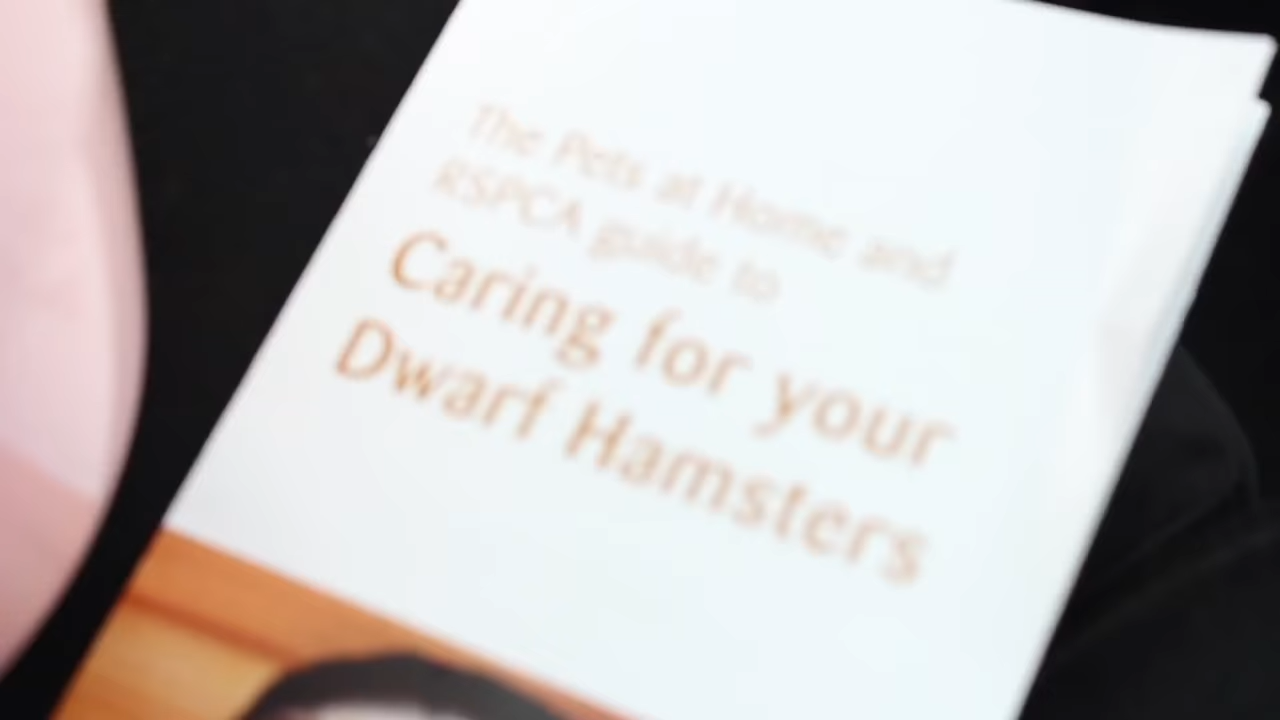 The Pets at Home and
RSPCA guide to
Caring for your
Dwarf Hamsters